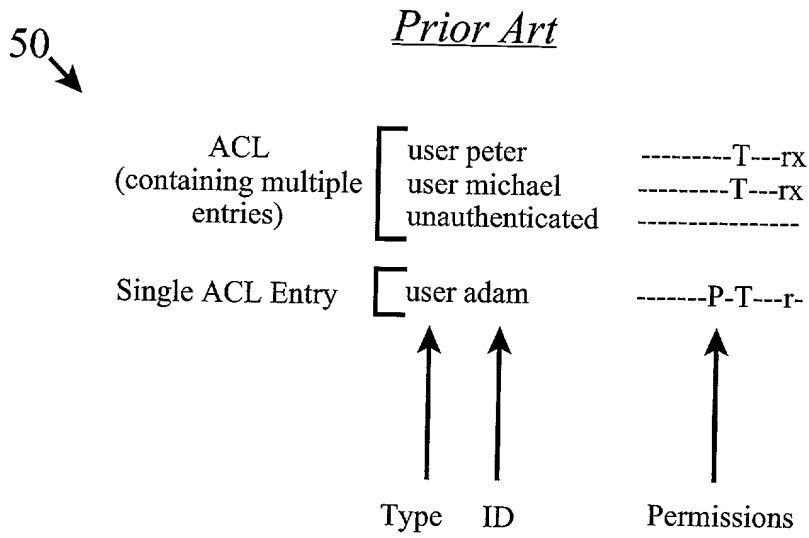 Prior Art
50
ACL
(containing multiple
entries)
user peter ---------T---rx
user michael ---------T---rx
unauthenticated ---------------
Single ACL Entry user adam -------P-T---r-
Type ID Permissions